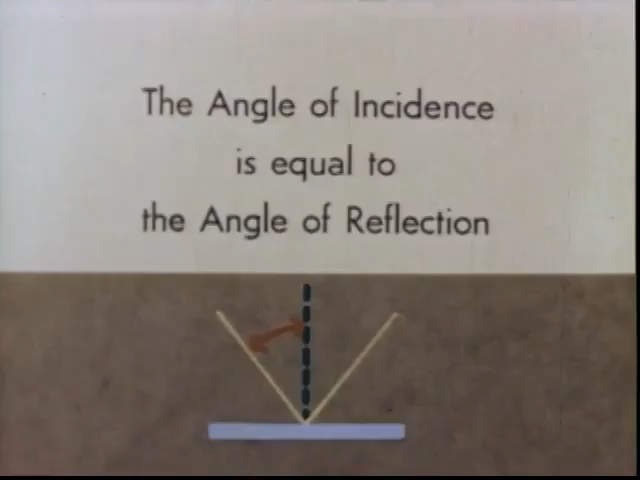 The Angle of Incidence
is equal to
the Angle of Reflection